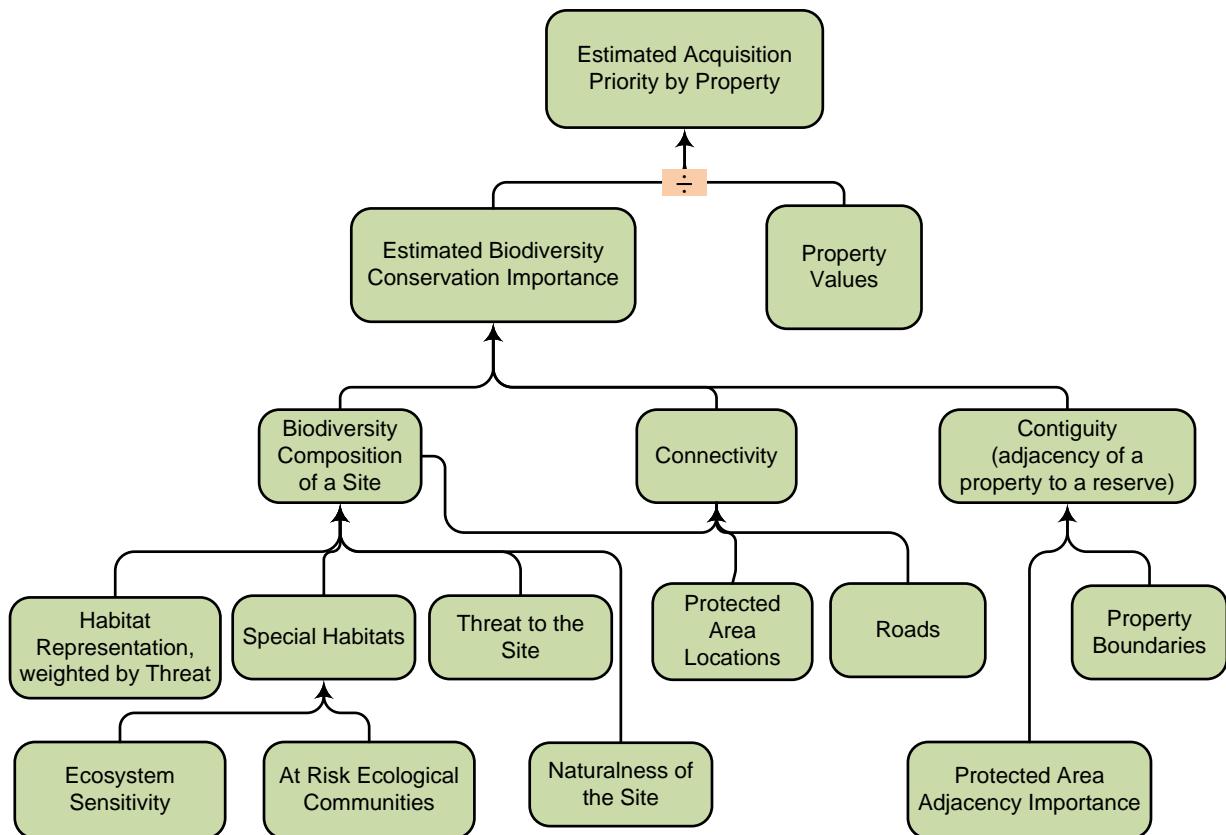 Estimated Acquisition
Priority by Property
÷
Estimated Biodiversity
Conservation Importance
Property
Values
Biodiversity
Composition
of a Site
Connectivity
Contiguity
(adjacency of a
property to a reserve)
Habitat
Representation,
weighted by Threat
Special Habitats
Threat to the
Site
Protected
Area
Locations
Roads
Property
Boundaries
Ecosystem
Sensitivity
At Risk Ecological
Communities
Naturalness of
the Site
Protected Area
Adjacency Importance